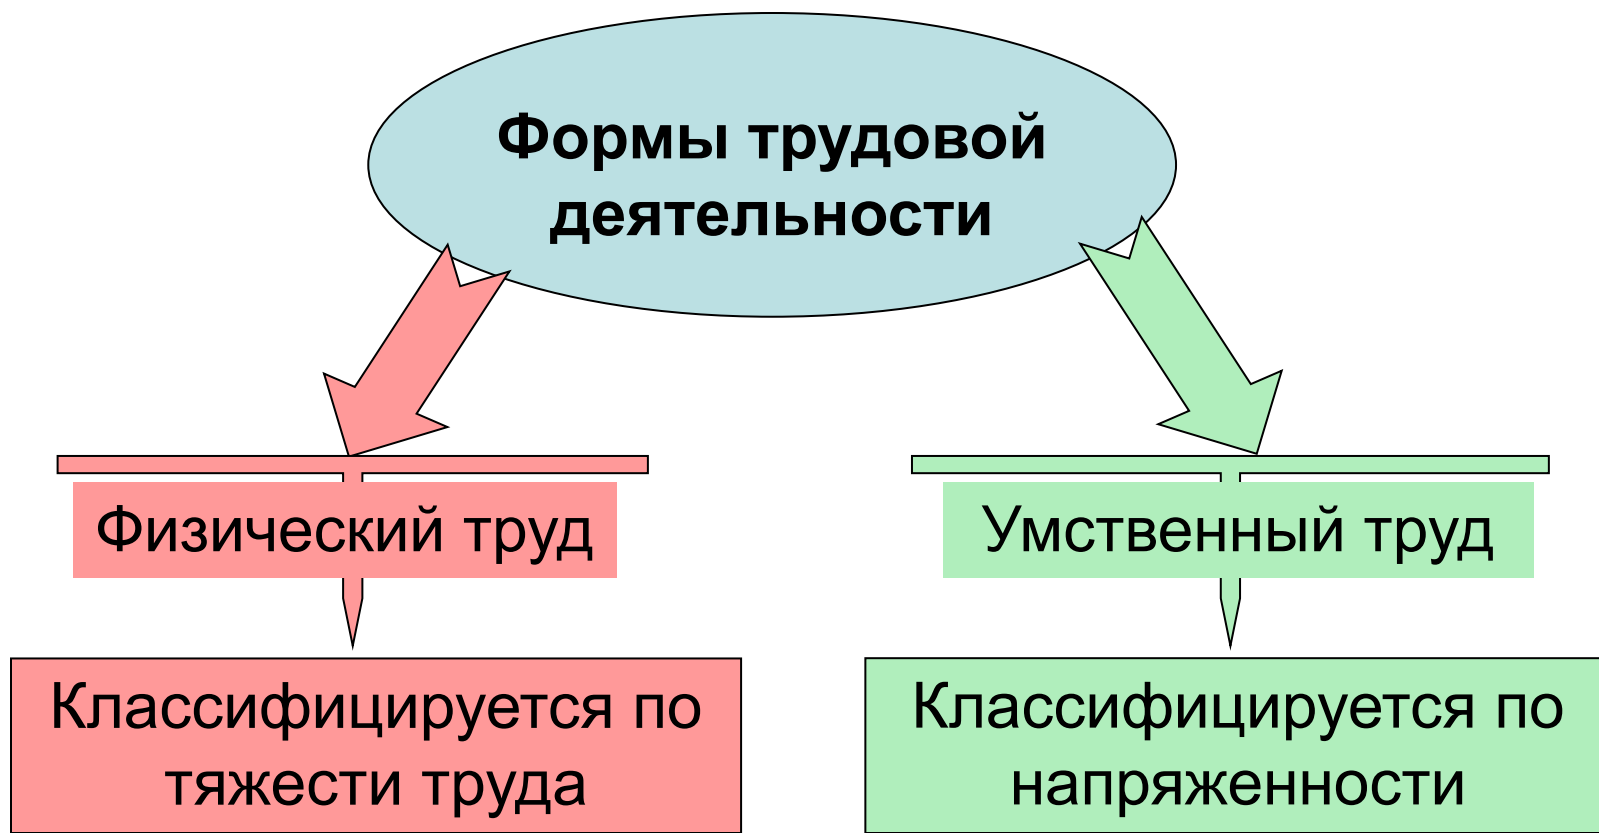 Формы трудовой
деятельности
Физический труд
Умственный труд
Классифицируется по
тяжести труда
Классифицируется по
напряженности